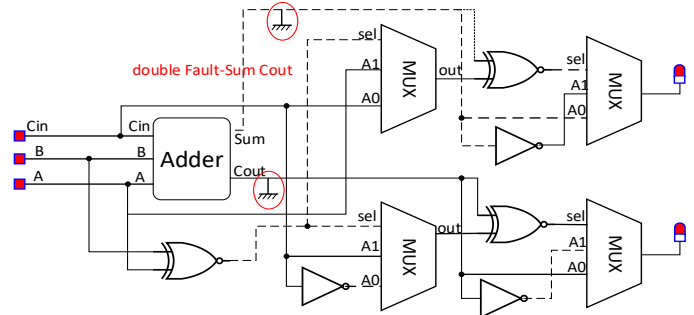 sel
double Fault-Sum Cout
A1
out
A0
MUX
sel
A1
A0
MUX
Cin
Cin
B
B
A
A
Adder
Sum
Cout
sel
out
A1
A0
MUX
sel
A1
A0
MUX